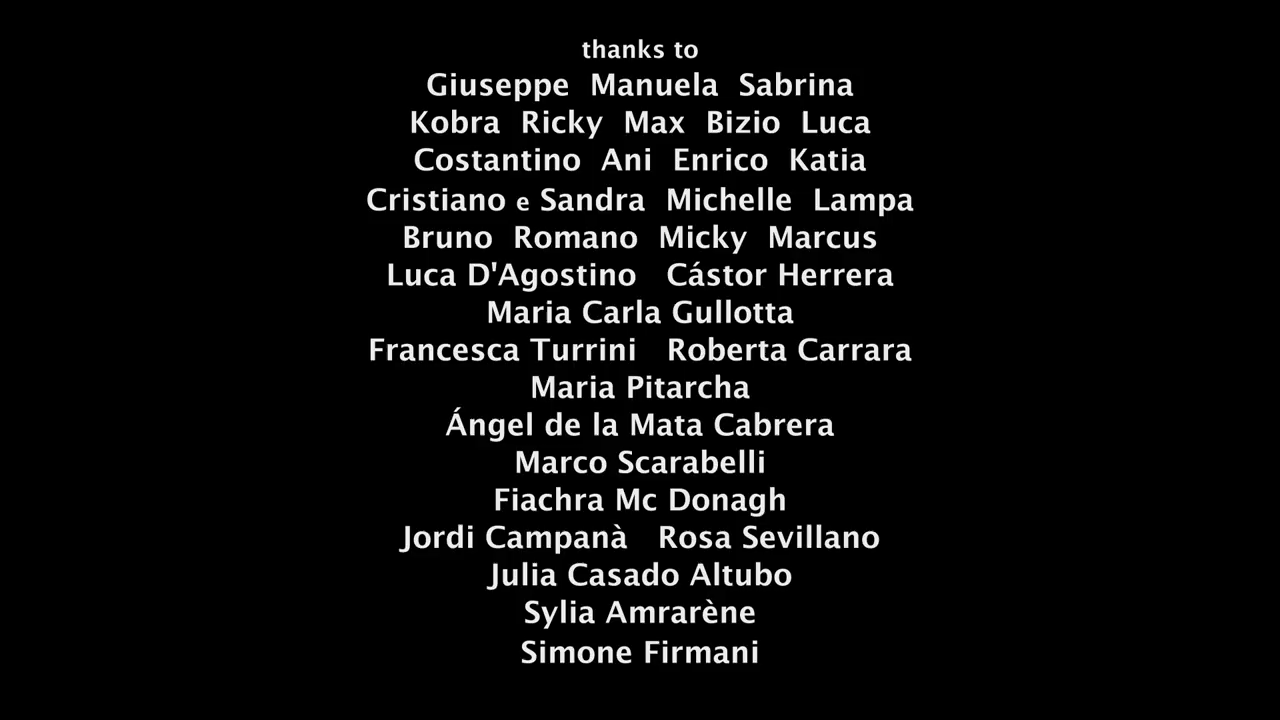 thanks to
Giuseppe Manuela Sabrina
Kobra Ricky Max Bizio Luca
Costantino Ani Enrico Katia
Cristiano e Sandra Michelle Lampa
Bruno Romano Micky Marcus
Luca D'Agostino Cástor Herrera
Maria Carla Gullotta
Francesca Turrini Roberta Carrara
Maria Pitarcha
Ángel de la Mata Cabrera
Marco Scarabelli
Fiachra Mc Donagh
Jordi Campanà Rosa Sevillano
Julia Casado Altubo
Sylia Amrarène
Simone Firmani